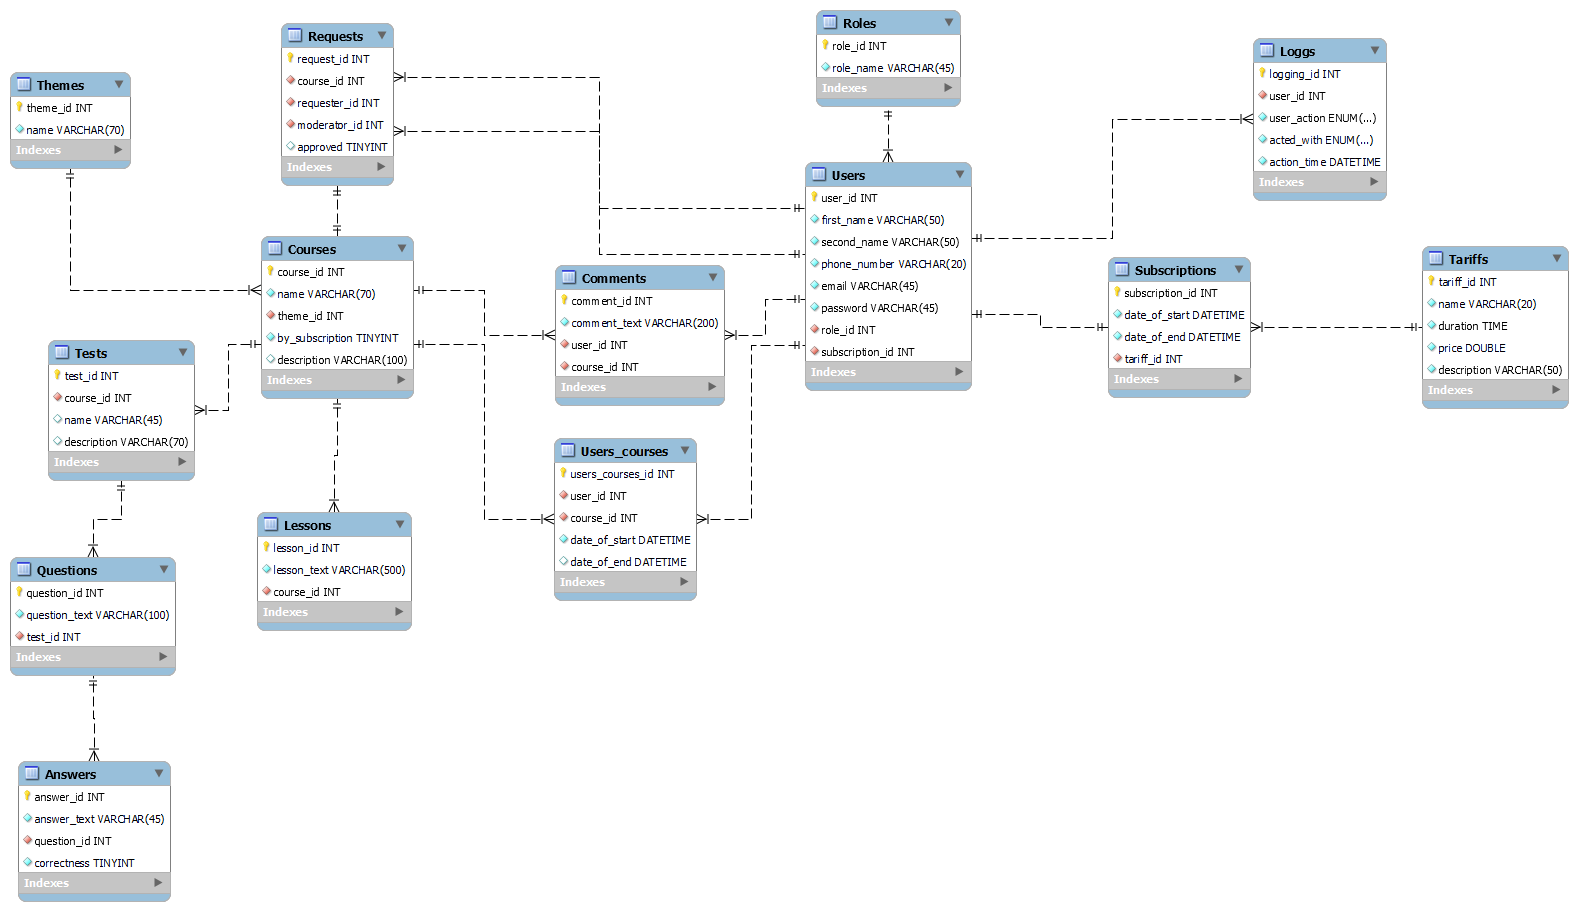 Themes
theme_id INT
name VARCHAR(70)
Indexes
Requests
request_id INT
course_id INT
requester_id INT
moderator_id INT
approved TINYINT
Indexes
Roles
role_id INT
role_name VARCHAR(45)
Indexes
Loggs
logging_id INT
user_id INT
user_action ENUM(...)
acted_with ENUM(...)
action_time DATETIME
Indexes
Users
user_id INT
first_name VARCHAR(50)
second_name VARCHAR(50)
phone_number VARCHAR(20)
email VARCHAR(45)
password VARCHAR(45)
role_id INT
subscription_id INT
Indexes
Courses
course_id INT
name VARCHAR(70)
theme_id INT
by_subscription TINYINT
description VARCHAR(100)
Indexes
Comments
comment_id INT
comment_text VARCHAR(200)
user_id INT
course_id INT
Indexes
Subscriptions
subscription_id INT
date_of_start DATETIME
date_of_end DATETIME
tariff_id INT
Indexes
Tariffs
tariff_id INT
name VARCHAR(20)
duration TIME
price DOUBLE
description VARCHAR(50)
Indexes
Tests
test_id INT
course_id INT
name VARCHAR(45)
description VARCHAR(70)
Indexes
Users_courses
users_courses_id INT
user_id INT
course_id INT
date_of_start DATETIME
date_of_end DATETIME
Indexes
Lessons
lesson_id INT
lesson_text VARCHAR(500)
course_id INT
Indexes
Questions
question_id INT
question_text VARCHAR(100)
test_id INT
Indexes
Answers
answer_id INT
answer_text VARCHAR(45)
question_id INT
correctness TINYINT
Indexes